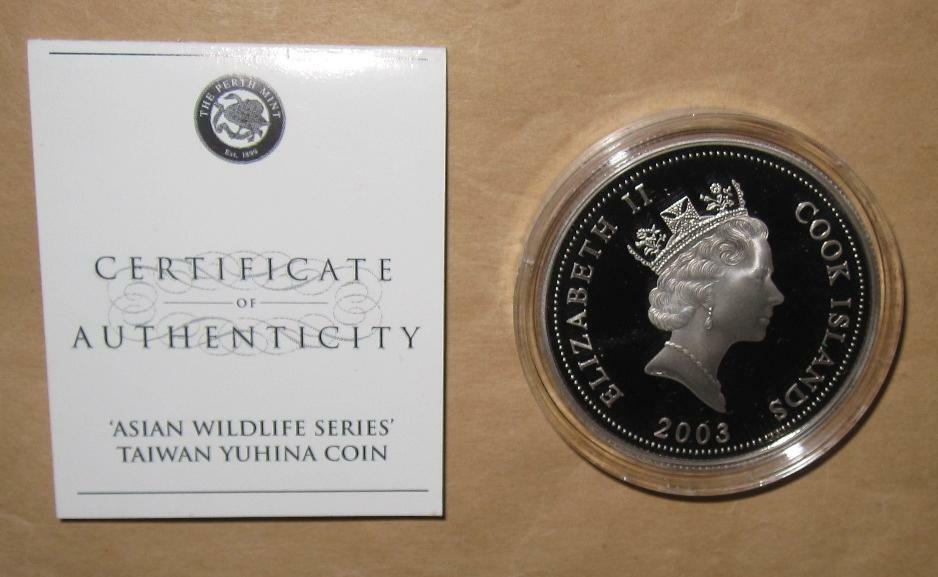 THE PERTH MINT
Est. 1899
CERTIFICATE
OF
AUTHENTICITY
'ASIAN WILDLIFE SERIES'
TAIWAN YUHINA COIN
ELIZABETH II
COOK ISLANDS
2003